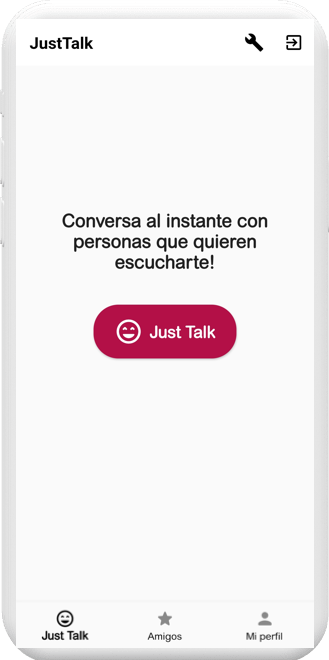 JustTalk
Conversa al instante con
personas que quieren
escucharte!
Just Talk
Just Talk
Amigos
Mi perfil